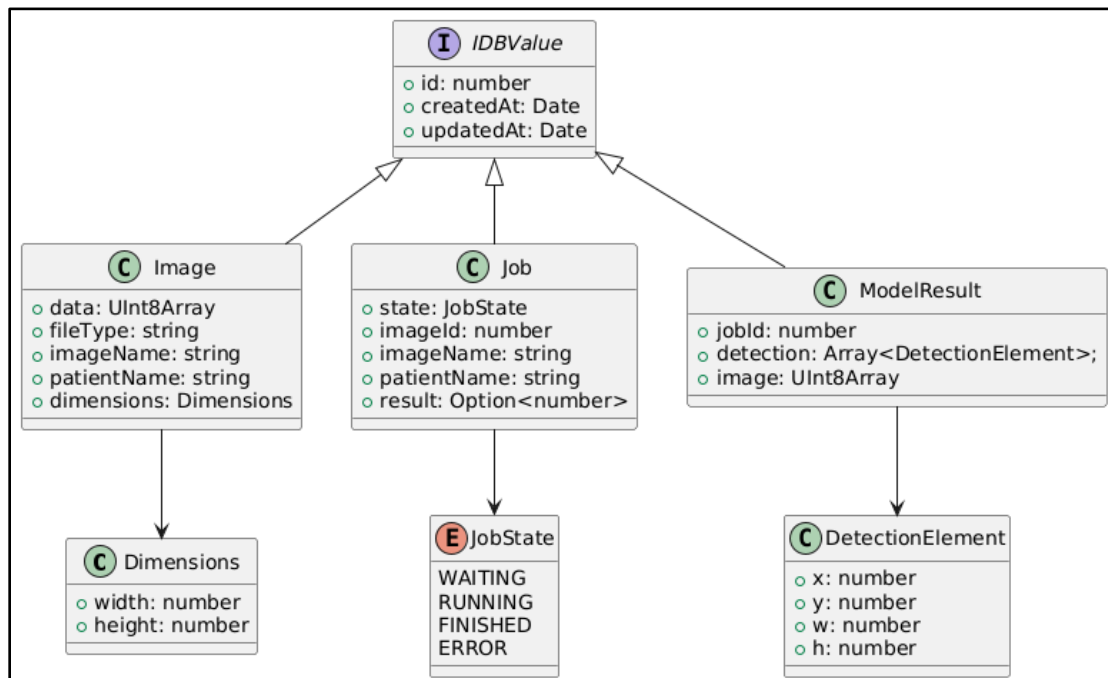 I IDBValue
id: number
createdAt: Date
updatedAt: Date
C Image
data: UInt8Array
fileType: string
imageName: string
patientName: string
dimensions: Dimensions
C Job
state: JobState
imageId: number
imageName: string
patientName: string
result: Option<number>
C ModelResult
jobId: number
detection: Array<DetectionElement>;
image: UInt8Array
C Dimensions
width: number
height: number
E JobState
WAITING
RUNNING
FINISHED
ERROR
C DetectionElement
x: number
y: number
w: number
h: number